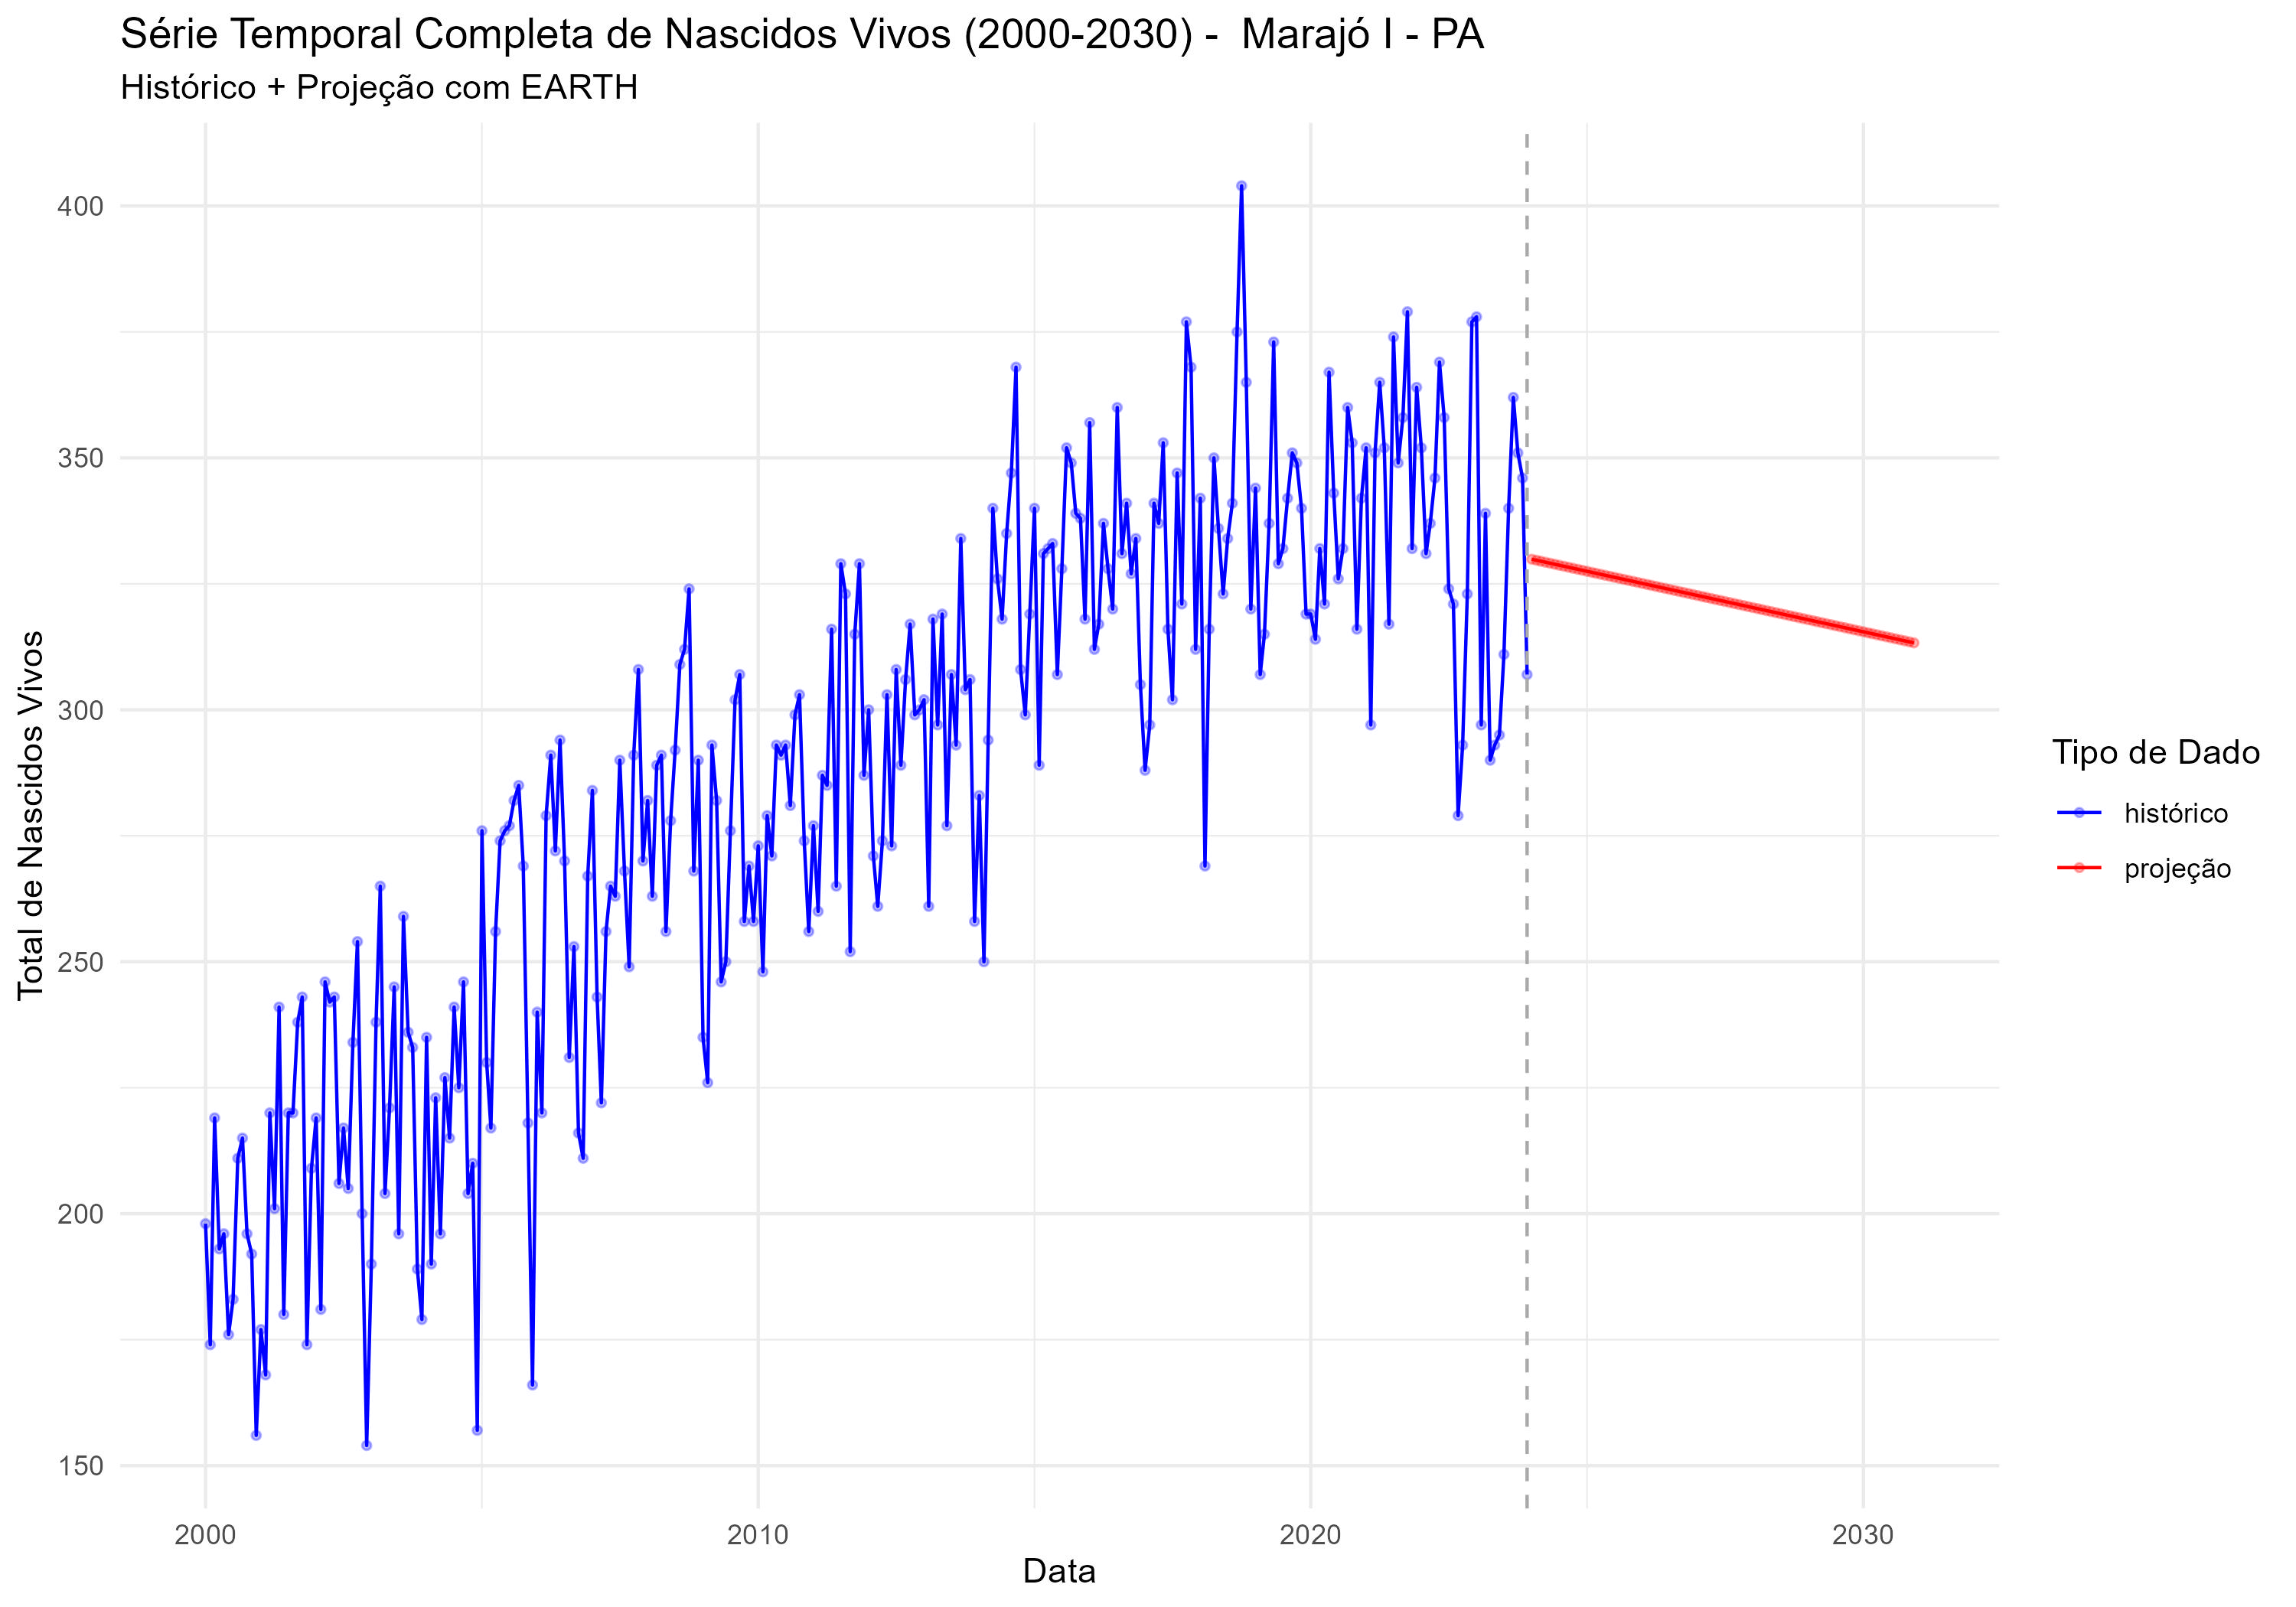 Série Temporal Completa de Nascidos Vivos (2000-2030) -  Marajó I - PA
Histórico + Projeção com EARTH
Total de Nascidos Vivos
400
350
300
250
200
150
2000
2010
2020
2030
Data
Tipo de Dado
histórico
projeção